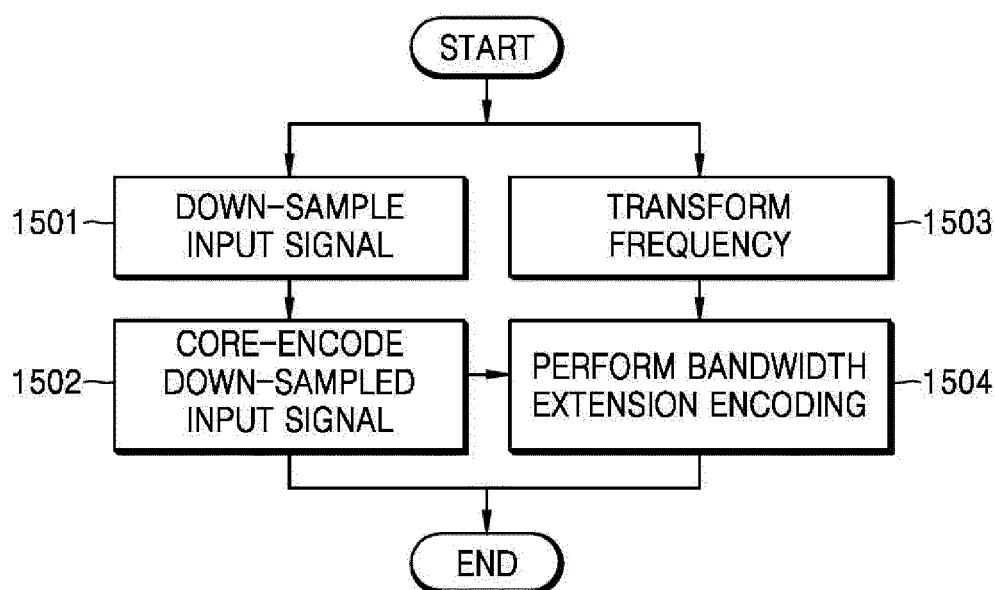 START
1501
DOWN-SAMPLE
INPUT SIGNAL
TRANSFORM
FREQUENCY
1503
1502
CORE-ENCODE
DOWN-SAMPLED
INPUT SIGNAL
PERFORM BANDWIDTH
EXTENSION ENCODING
1504
END